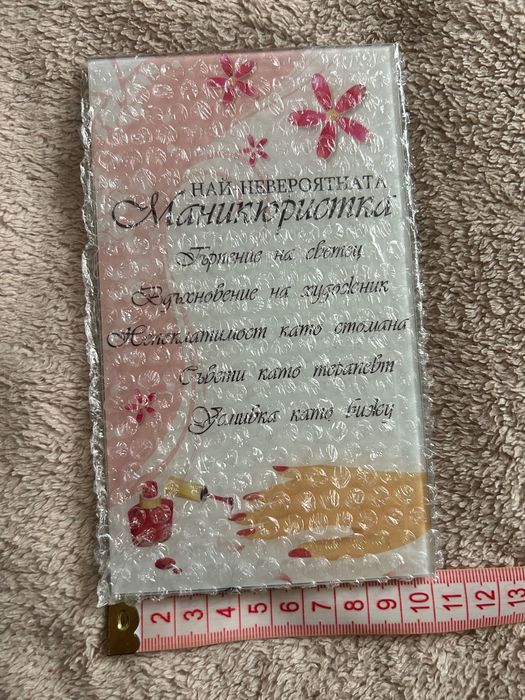 НАЙ-НЕВЕРОЯТНАТА
Маникюристка
Търпение на светец
Вдъхновение на художник
Непоклатимост като стомана
Съвети като терапевт
Усмивка като бижу
2 3 4 5 6 7 8 9 10 11 12 13